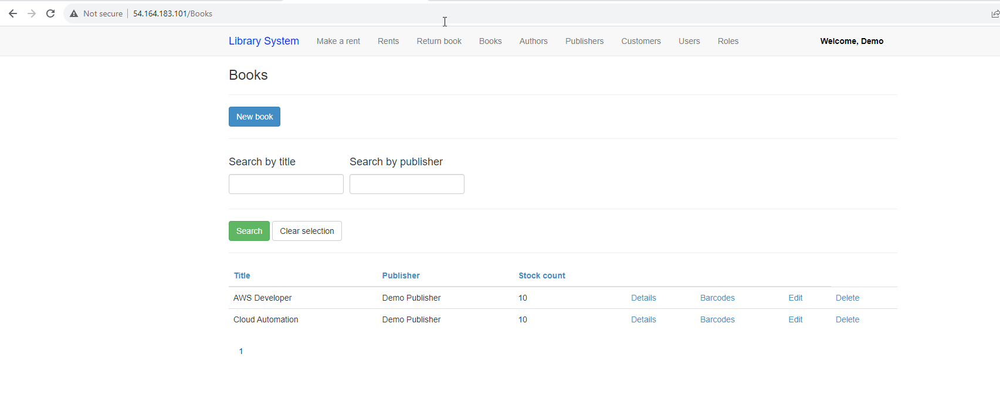 Not secure 54.164.183.101/Books
Library System Make a rent Rents Return book Books Authors Publishers Customers Users Roles Welcome, Demo
Books
New book
Search by title Search by publisher
Search Clear selection
Title Publisher Stock count
AWS Developer Demo Publisher 10 Details Barcodes Edit Delete
Cloud Automation Demo Publisher 10 Details Barcodes Edit Delete
1